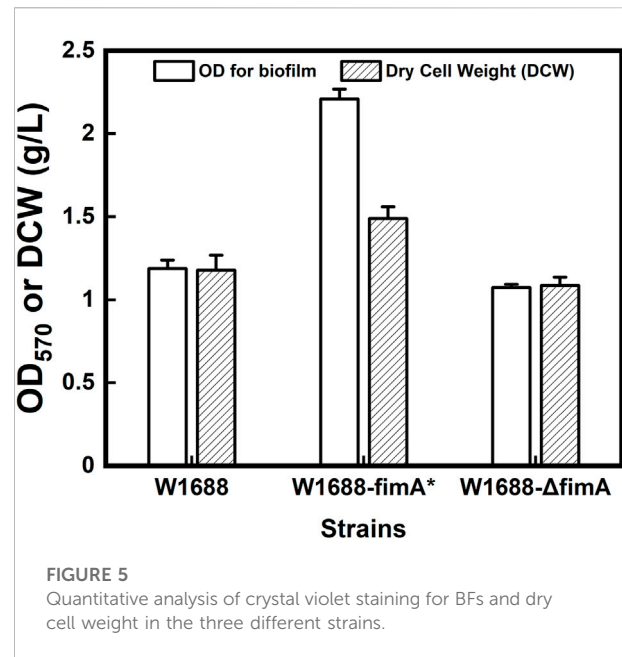 2.5
OD for biofilm Dry Cell Weight (DCW)
2
1.5
1
0.5
0
OD570 or DCW (g/L)
W1688 W1688-fimA* W1688-ΔfimA
Strains
FIGURE 5
Quantitative analysis of crystal violet staining for BFs and dry
cell weight in the three different strains.